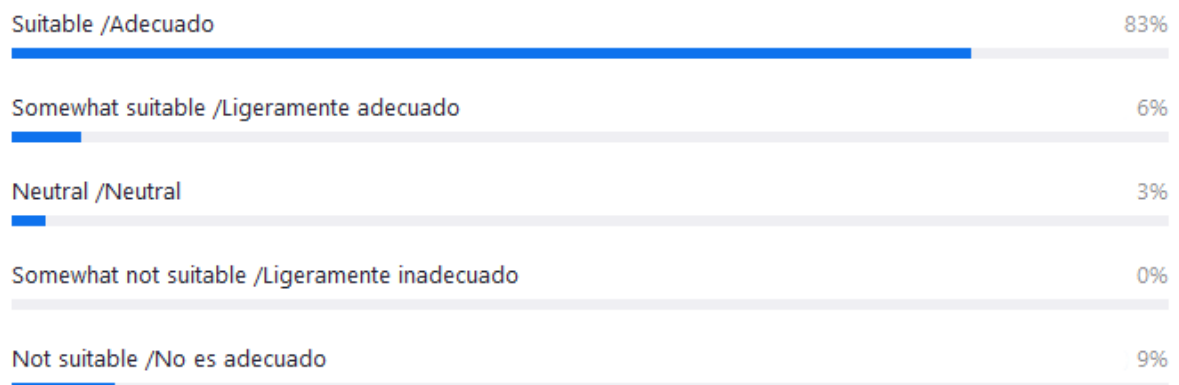 Suitable /Adecuado 83%
Somewhat suitable /Ligeramente adecuado 6%
Neutral /Neutral 3%
Somewhat not suitable /Ligeramente inadecuado 0%
Not suitable /No es adecuado 9%